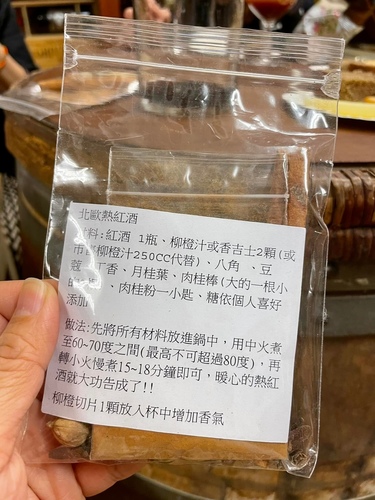 北歐熱紅酒
材料:紅酒 1瓶、柳橙汁或香吉士2顆(或
市售柳橙汁250CC代替)、八角 、豆
蔻 、丁香、月桂葉、肉桂棒(大的一根小
的 、肉桂粉一小匙、糖依個人喜好
添加
做法:先將所有材料放進鍋中，用中火煮
至60~70度之間(最高不可超過80度)，再
轉小火慢煮15~18分鐘即可，暖心的熱紅
酒就大功告成了!!
柳橙切片1顆放入杯中增加香氣